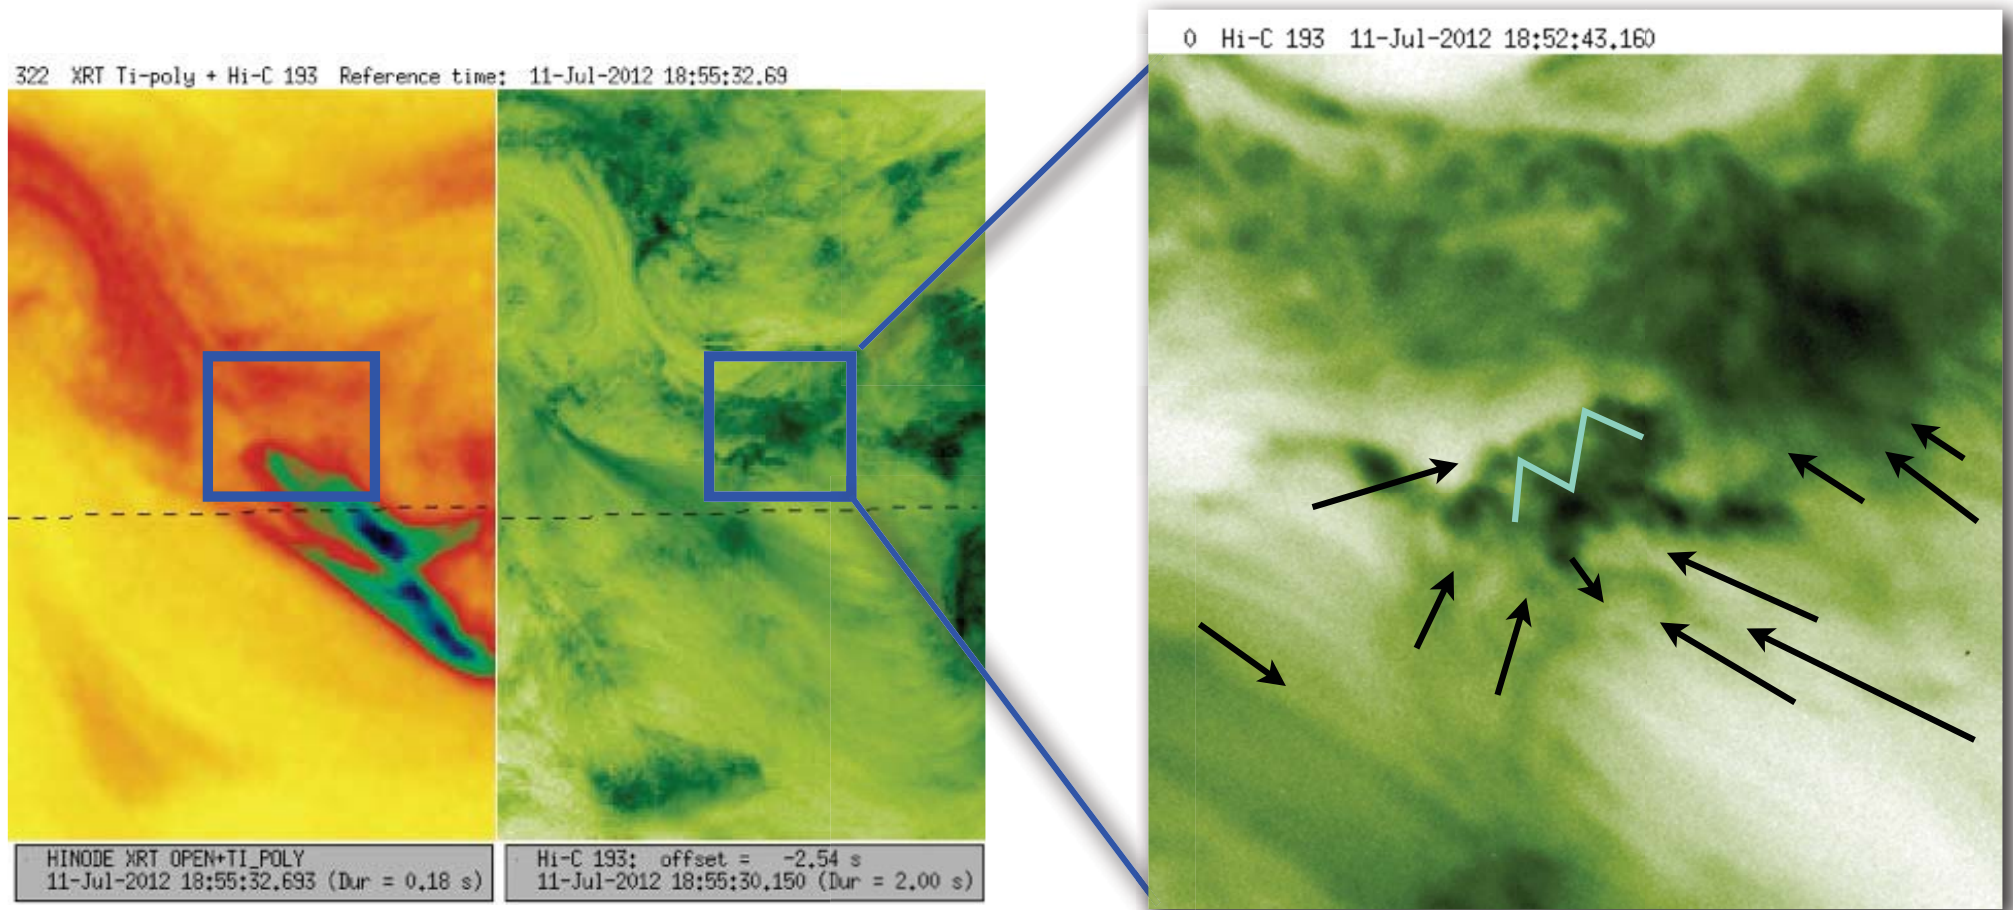 322 XRT Ti-poly + Hi-C 193 Reference time: 11-Jul-2012 18:55:32.69
0 Hi-C 193 11-Jul-2012 18:52:43.160
HINODE XRT OPEN+TI_POLY
11-Jul-2012 18:55:32.693 (Dur = 0.18 s)
Hi-C 193: offset = -2.54 s
11-Jul-2012 18:55:30.150 (Dur = 2.00 s)